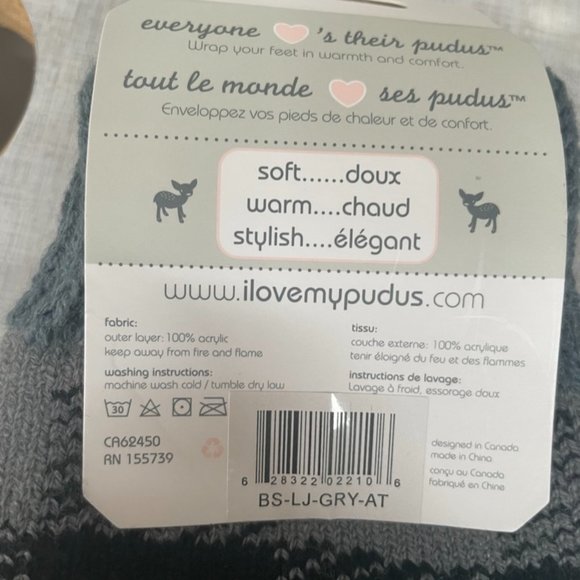 everyone 's their pudus™
Wrap your feet in warmth and comfort.
tout le monde ses pudus™
Enveloppez vos pieds de chaleur et de confort.
soft......doux
warm....chaud
stylish....élégant
www.ilovemypudus.com
fabric:
outer layer: 100% acrylic
keep away from fire and flame
washing instructions:
machine wash cold / tumble dry low
30
CA62450
RN 155739
tissu:
couche externe: 100% acrylique
tenir éloigné du feu et des flammes
instructions de lavage:
Lavage à froid, essorage doux
6 28322 02210 6
BS-LJ-GRY-AT
designed in Canada
made in China
conçu au Canada
fabriqué en Chine